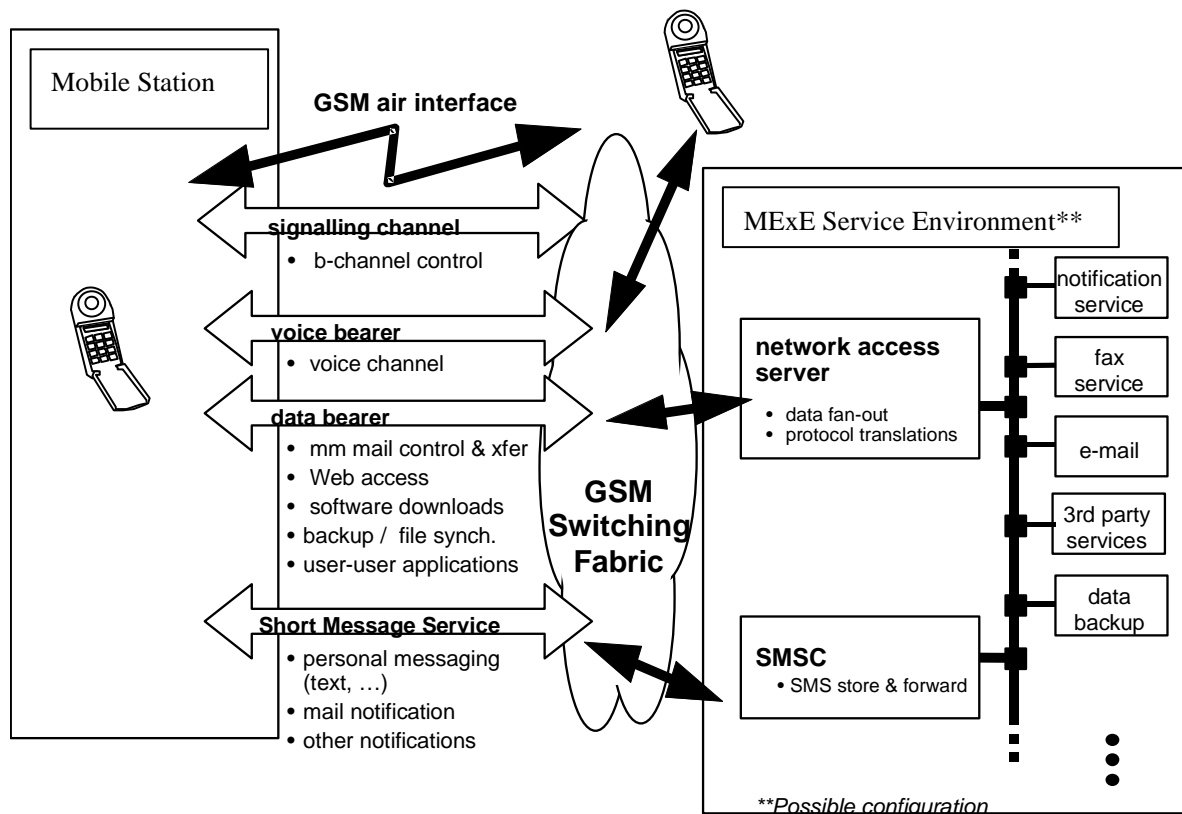 Mobile Station
GSM air interface
signalling channel
• b-channel control
voice bearer
• voice channel
data bearer
• mm mail control & xfer
• Web access
• software downloads
• backup / file synch.
• user-user applications
Short Message Service
• personal messaging
(text, …)
• mail notification
• other notifications
GSM
Switching
Fabric
MExE Service Environment**
network access
server
• data fan-out
• protocol translations
SMSC
• SMS store & forward
notification
service
fax
service
e-mail
3rd party
services
data
backup
**Possible configuration